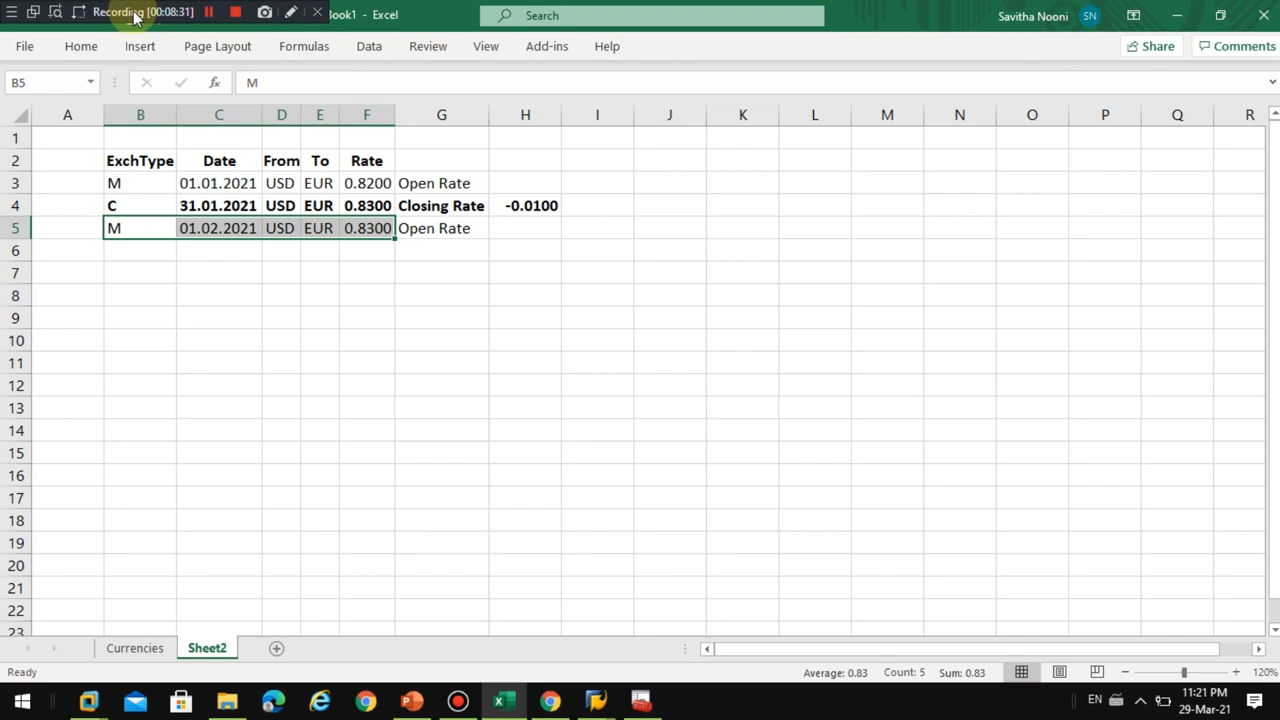 Recording [00:08:31]
Book1 - Excel
Search
Savitha Nooni SN
File Home Insert Page Layout Formulas Data Review View Add-ins Help
Share Comments
B5 fx M
A B C D E F G H I J K L M N O P Q R
1
2 ExchType Date From To Rate
3 M 01.01.2021 USD EUR 0.8200 Open Rate
4 C 31.01.2021 USD EUR 0.8300 Closing Rate -0.0100
5 M 01.02.2021 USD EUR 0.8300 Open Rate
6
7
8
9
10
11
12
13
14
15
16
17
18
19
20
21
22
23
Currencies Sheet2
Ready Average: 0.83 Count: 5 Sum: 0.83 120%
EN 11:21 PM
29-Mar-21